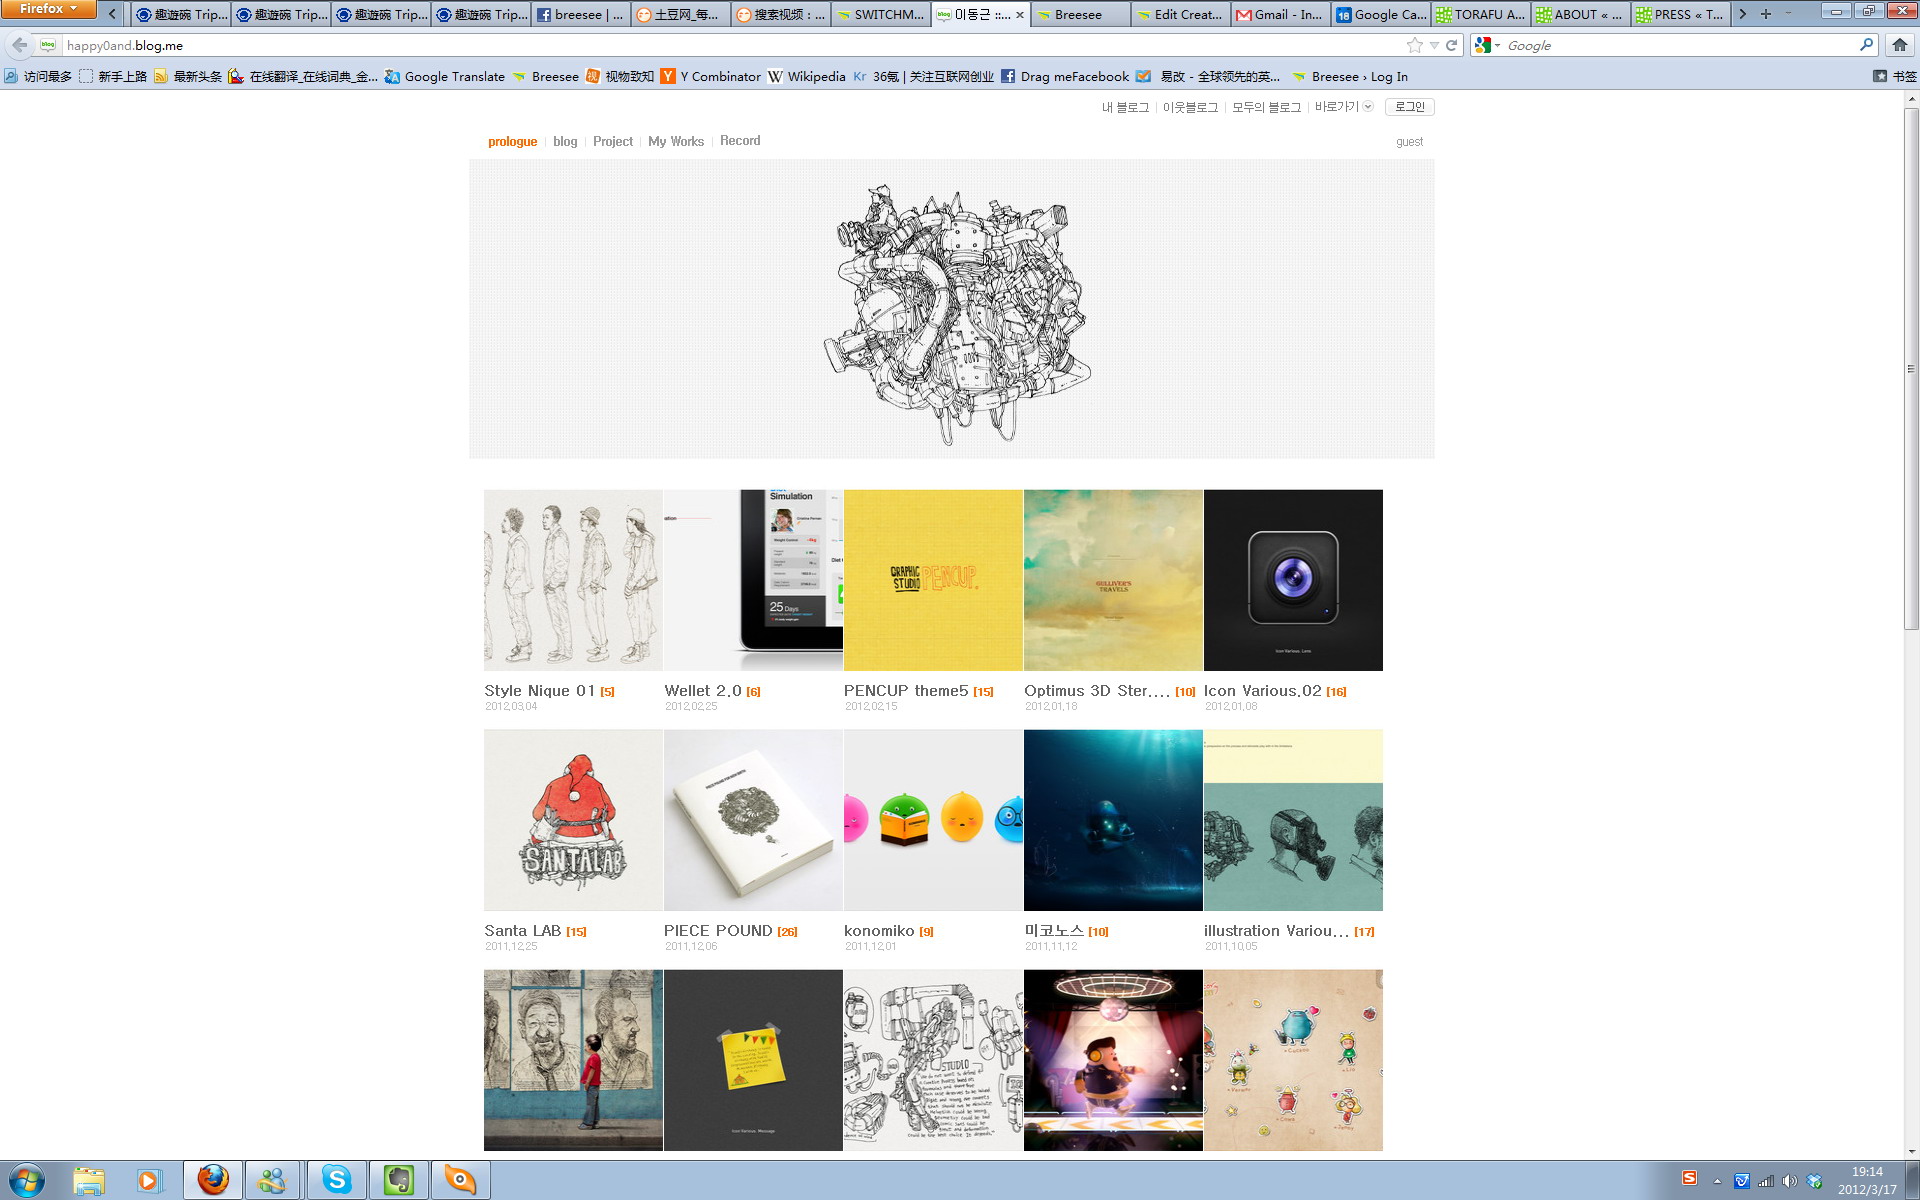 Firefox
趣遊碗 Trip...
趣遊碗 Trip...
趣遊碗 Trip...
趣遊碗 Trip...
breesee | ...
土豆网_每...
搜索视频：...
SWITCHM...
이동근 ::...
Breesee
Edit Creat...
Gmail - In...
Google Ca...
TORAFU A...
ABOUT « ...
PRESS « T...
happy0and.blog.me
Google
访问最多
新手上路
最新头条
在线翻译_在线词典_金...
Google Translate
Breesee
视物致知
Y Combinator
Wikipedia
36氪 | 关注互联网创业
Drag meFacebook
易改 - 全球领先的英...
Breesee › Log In
书签
내 블로그
이웃블로그
모두의 블로그
바로가기
로그인
prologue
blog
Project
My Works
Record
guest
Simulation
25 Days
GRAPHIC STUDIO PENCUP.
GULLIVER'S
TRAVELS
Icon Various. Lens
Style Nique 01 [5]
2012.03.04
Wellet 2.0 [6]
2012.02.25
PENCUP theme5 [15]
2012.02.15
Optimus 3D Ster.... [10]
2012.01.18
Icon Various.02 [16]
2012.01.08
SANTALAB
Santa LAB [15]
2011.12.25
PIECE POUND [26]
2011.12.06
konomiko [9]
2011.12.01
미코노스 [10]
2011.11.12
illustration Variou... [17]
2011.10.05
Icon Various. Message
STUDIO
19:14
2012/3/17